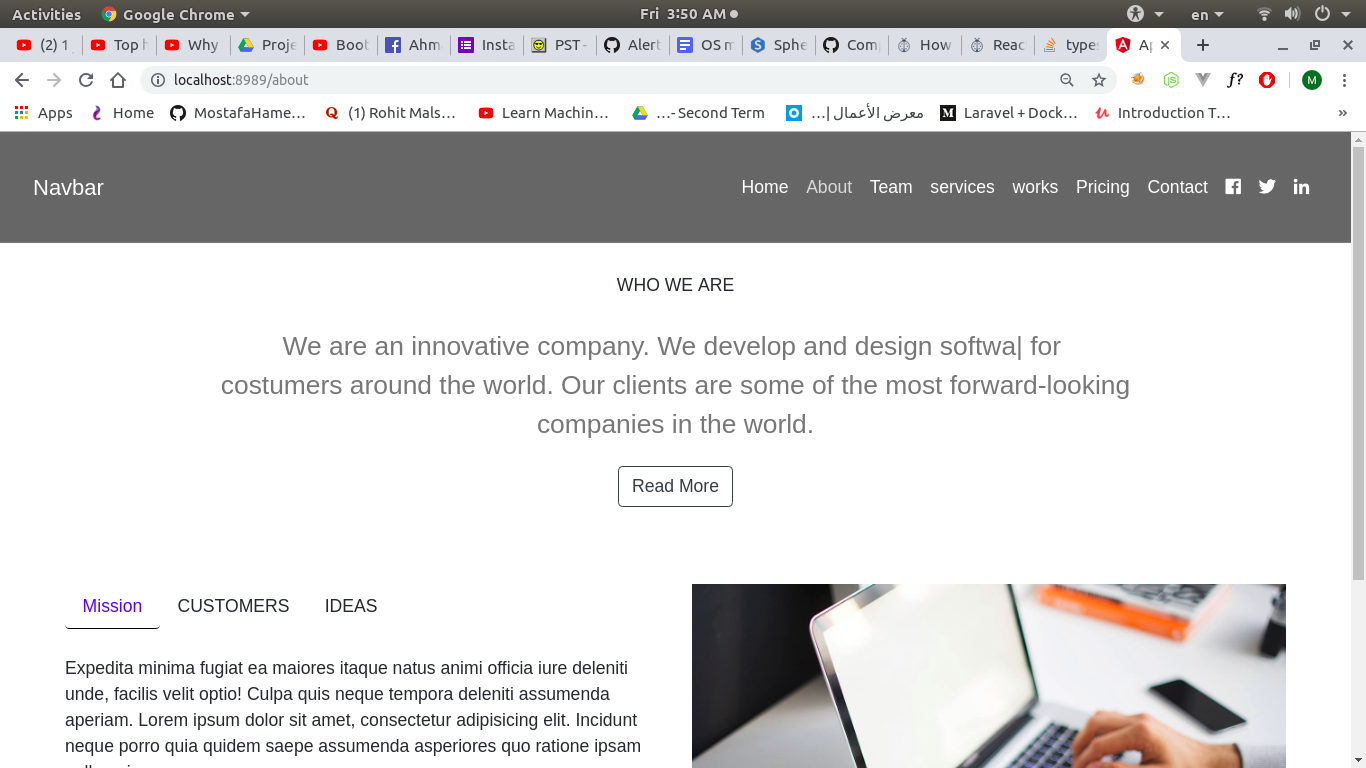 Activities Google Chrome Fri 3:50 AM en
(2) 1 Top h Why Proje Boot Ahm Insta PST - Alert OS m Sphe Com How Reac types Ap
localhost:8989/about M
Apps Home MostafaHame… (1) Rohit Mals… Learn Machin… …- Second Term معرض الأعمال |… Laravel + Dock… Introduction T… »
Navbar Home About Team services works Pricing Contact
WHO WE ARE
We are an innovative company. We develop and design softwa| for
costumers around the world. Our clients are some of the most forward-looking
companies in the world.
Read More
Mission CUSTOMERS IDEAS
Expedita minima fugiat ea maiores itaque natus animi officia iure deleniti
unde, facilis velit optio! Culpa quis neque tempora deleniti assumenda
aperiam. Lorem ipsum dolor sit amet, consectetur adipisicing elit. Incidunt
neque porro quia quidem saepe assumenda asperiores quo ratione ipsam